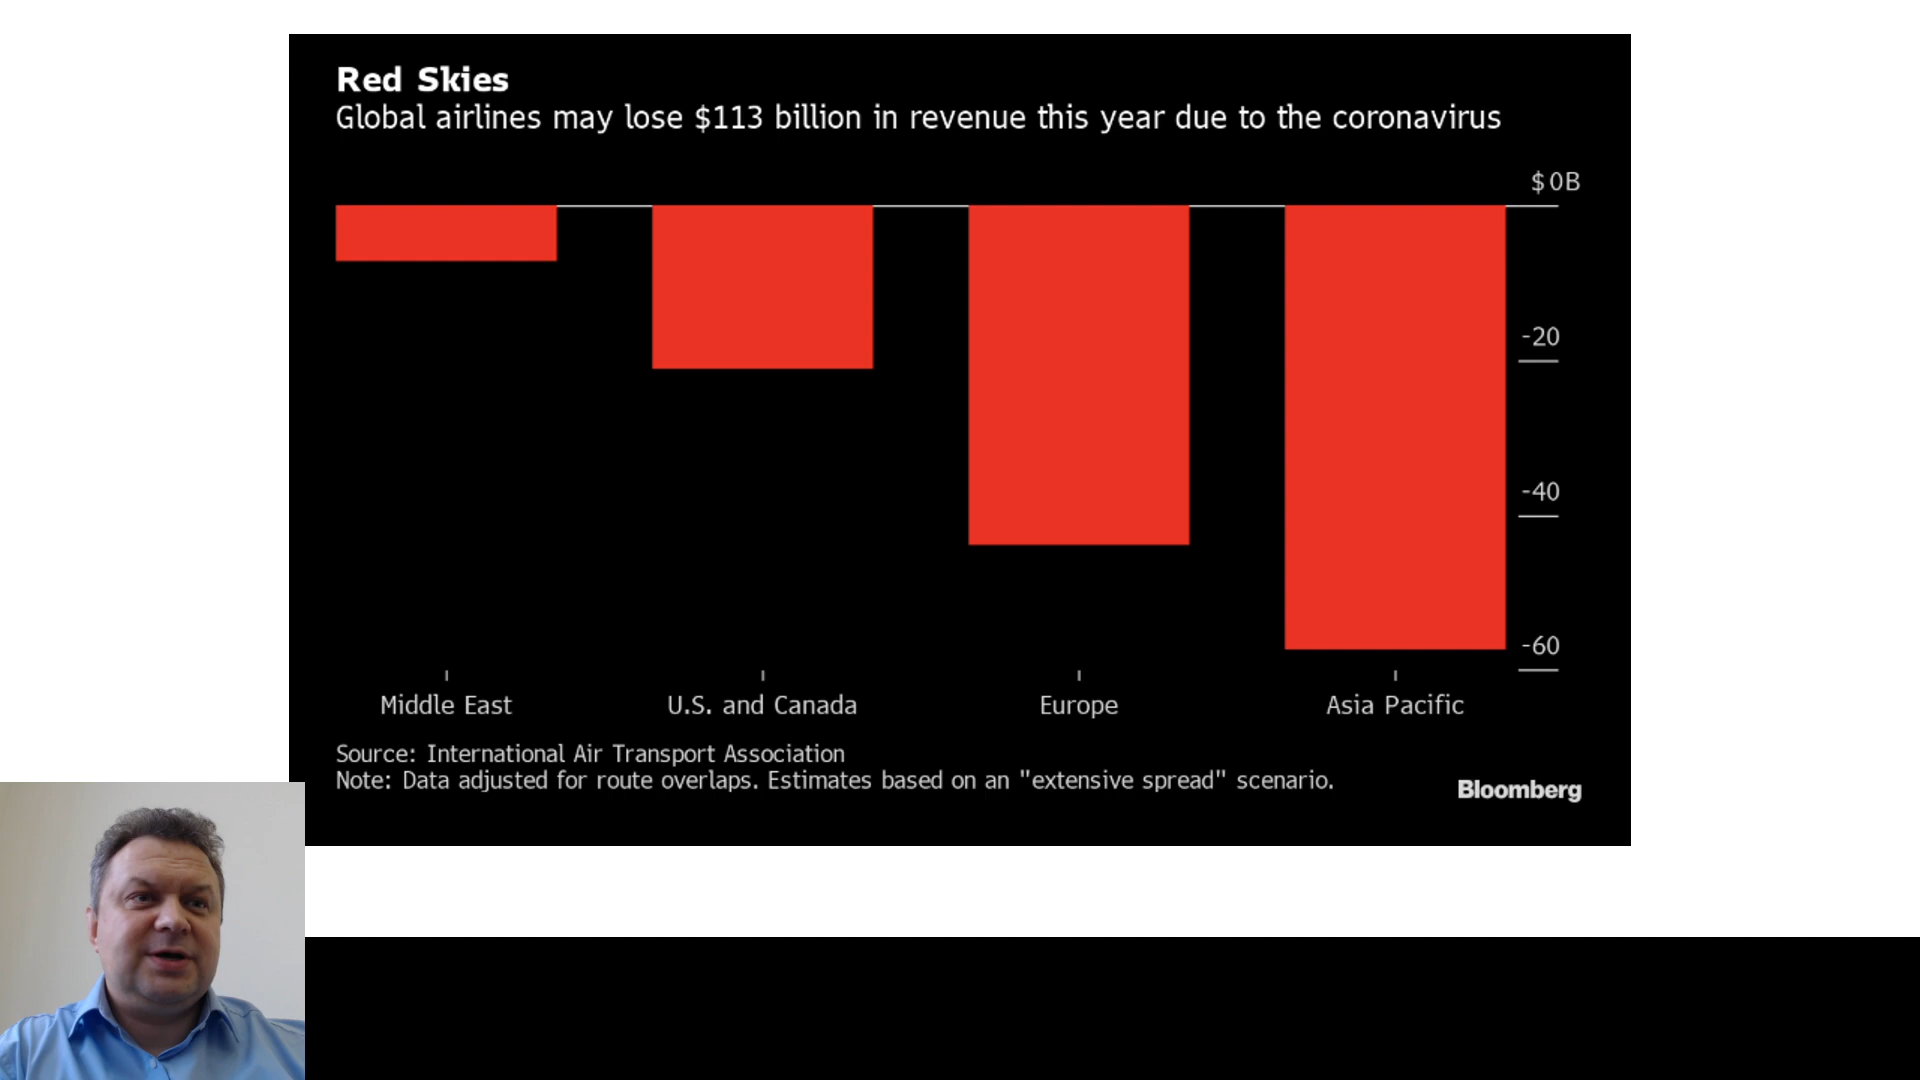 Red Skies
Global airlines may lose $113 billion in revenue this year due to the coronavirus
$0B
-20
-40
-60
Middle East
U.S. and Canada
Europe
Asia Pacific
Source: International Air Transport Association
Note: Data adjusted for route overlaps. Estimates based on an "extensive spread" scenario.
Bloomberg